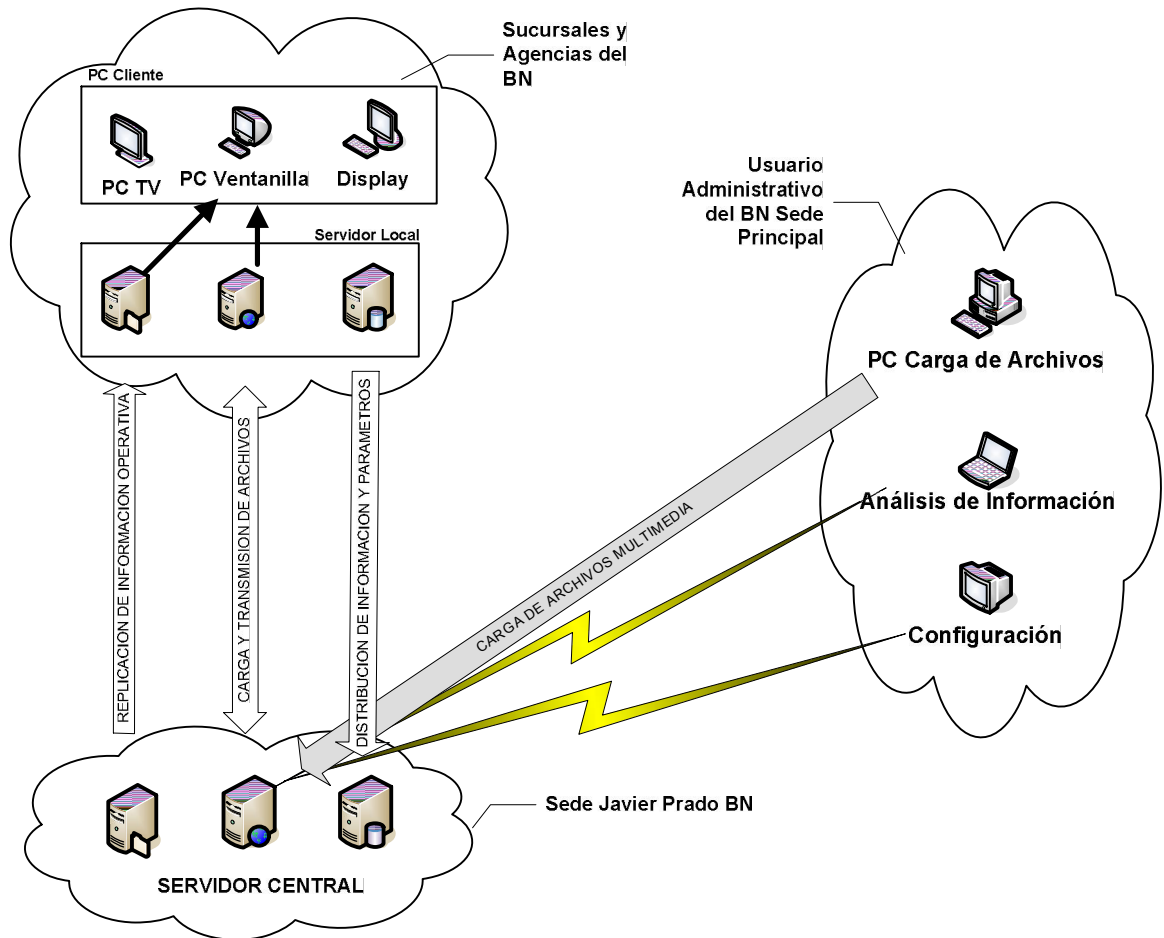 Sucursales y
Agencias del
BN
PC Cliente
PC TV
PC Ventanilla
Display
Servidor Local
Usuario
Administrativo
del BN Sede
Principal
PC Carga de Archivos
Análisis de Información
Configuración
REPLICACION DE INFORMACION OPERATIVA
CARGA Y TRANSMISION DE ARCHIVOS
DISTRIBUCION DE INFORMACION Y PARAMETROS
CARGA DE ARCHIVOS MULTIMEDIA
Sede Javier Prado BN
SERVIDOR CENTRAL